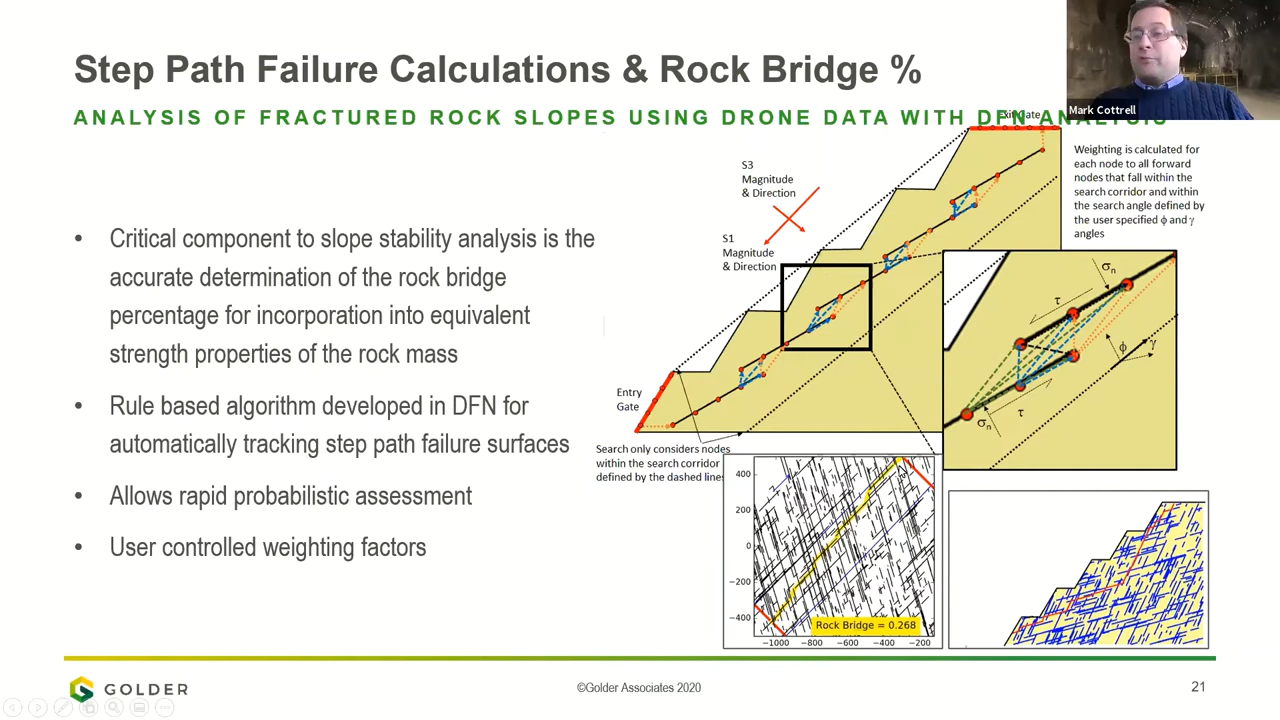 Step Path Failure Calculations & Rock Bridge %
ANALYSIS OF FRACTURED ROCK SLOPES USING DRONE DATA WITH DFN ANALYSIS
Mark Cottrell
• Critical component to slope stability analysis is the
accurate determination of the rock bridge
percentage for incorporation into equivalent
strength properties of the rock mass
• Rule based algorithm developed in DFN for
automatically tracking step path failure surfaces
• Allows rapid probabilistic assessment
• User controlled weighting factors
Exit Gate
S3
Magnitude
& Direction
S1
Magnitude
& Direction
Weighting is calculated for
each node to all forward
nodes that fall within the
search corridor and within
the search angle defined by
the user specified ϕ and γ
angles
σn
τ
ϕ γ
τ
σn
Entry
Gate
Search only considers nodes
within the search corridor
defined by the dashed lines
400
200
0
−200
−400
Rock Bridge = 0.268
−1000 −800 −600 −400 −200
GOLDER
©Golder Associates 2020
21